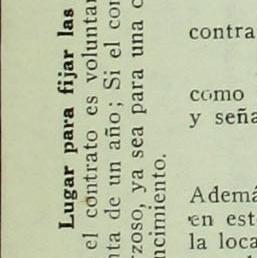 Lugar para fijar las
el contrato es voluntar
nta de un año; Si el con
rzoso, ya sea para una c
ncimiento.
contra
como
y seña
Ademá
en est
la loca